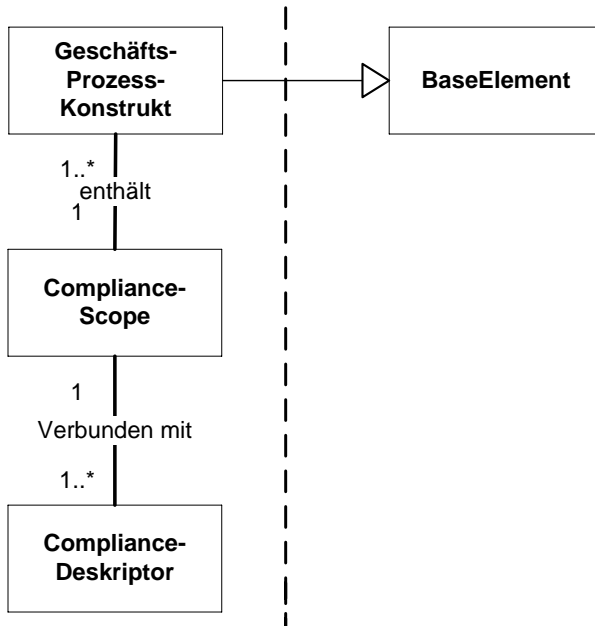 Geschäfts-
Prozess-
Konstrukt
BaseElement
1..*
enthält
1
Compliance-
Scope
1
Verbunden mit
1..*
Compliance-
Deskriptor